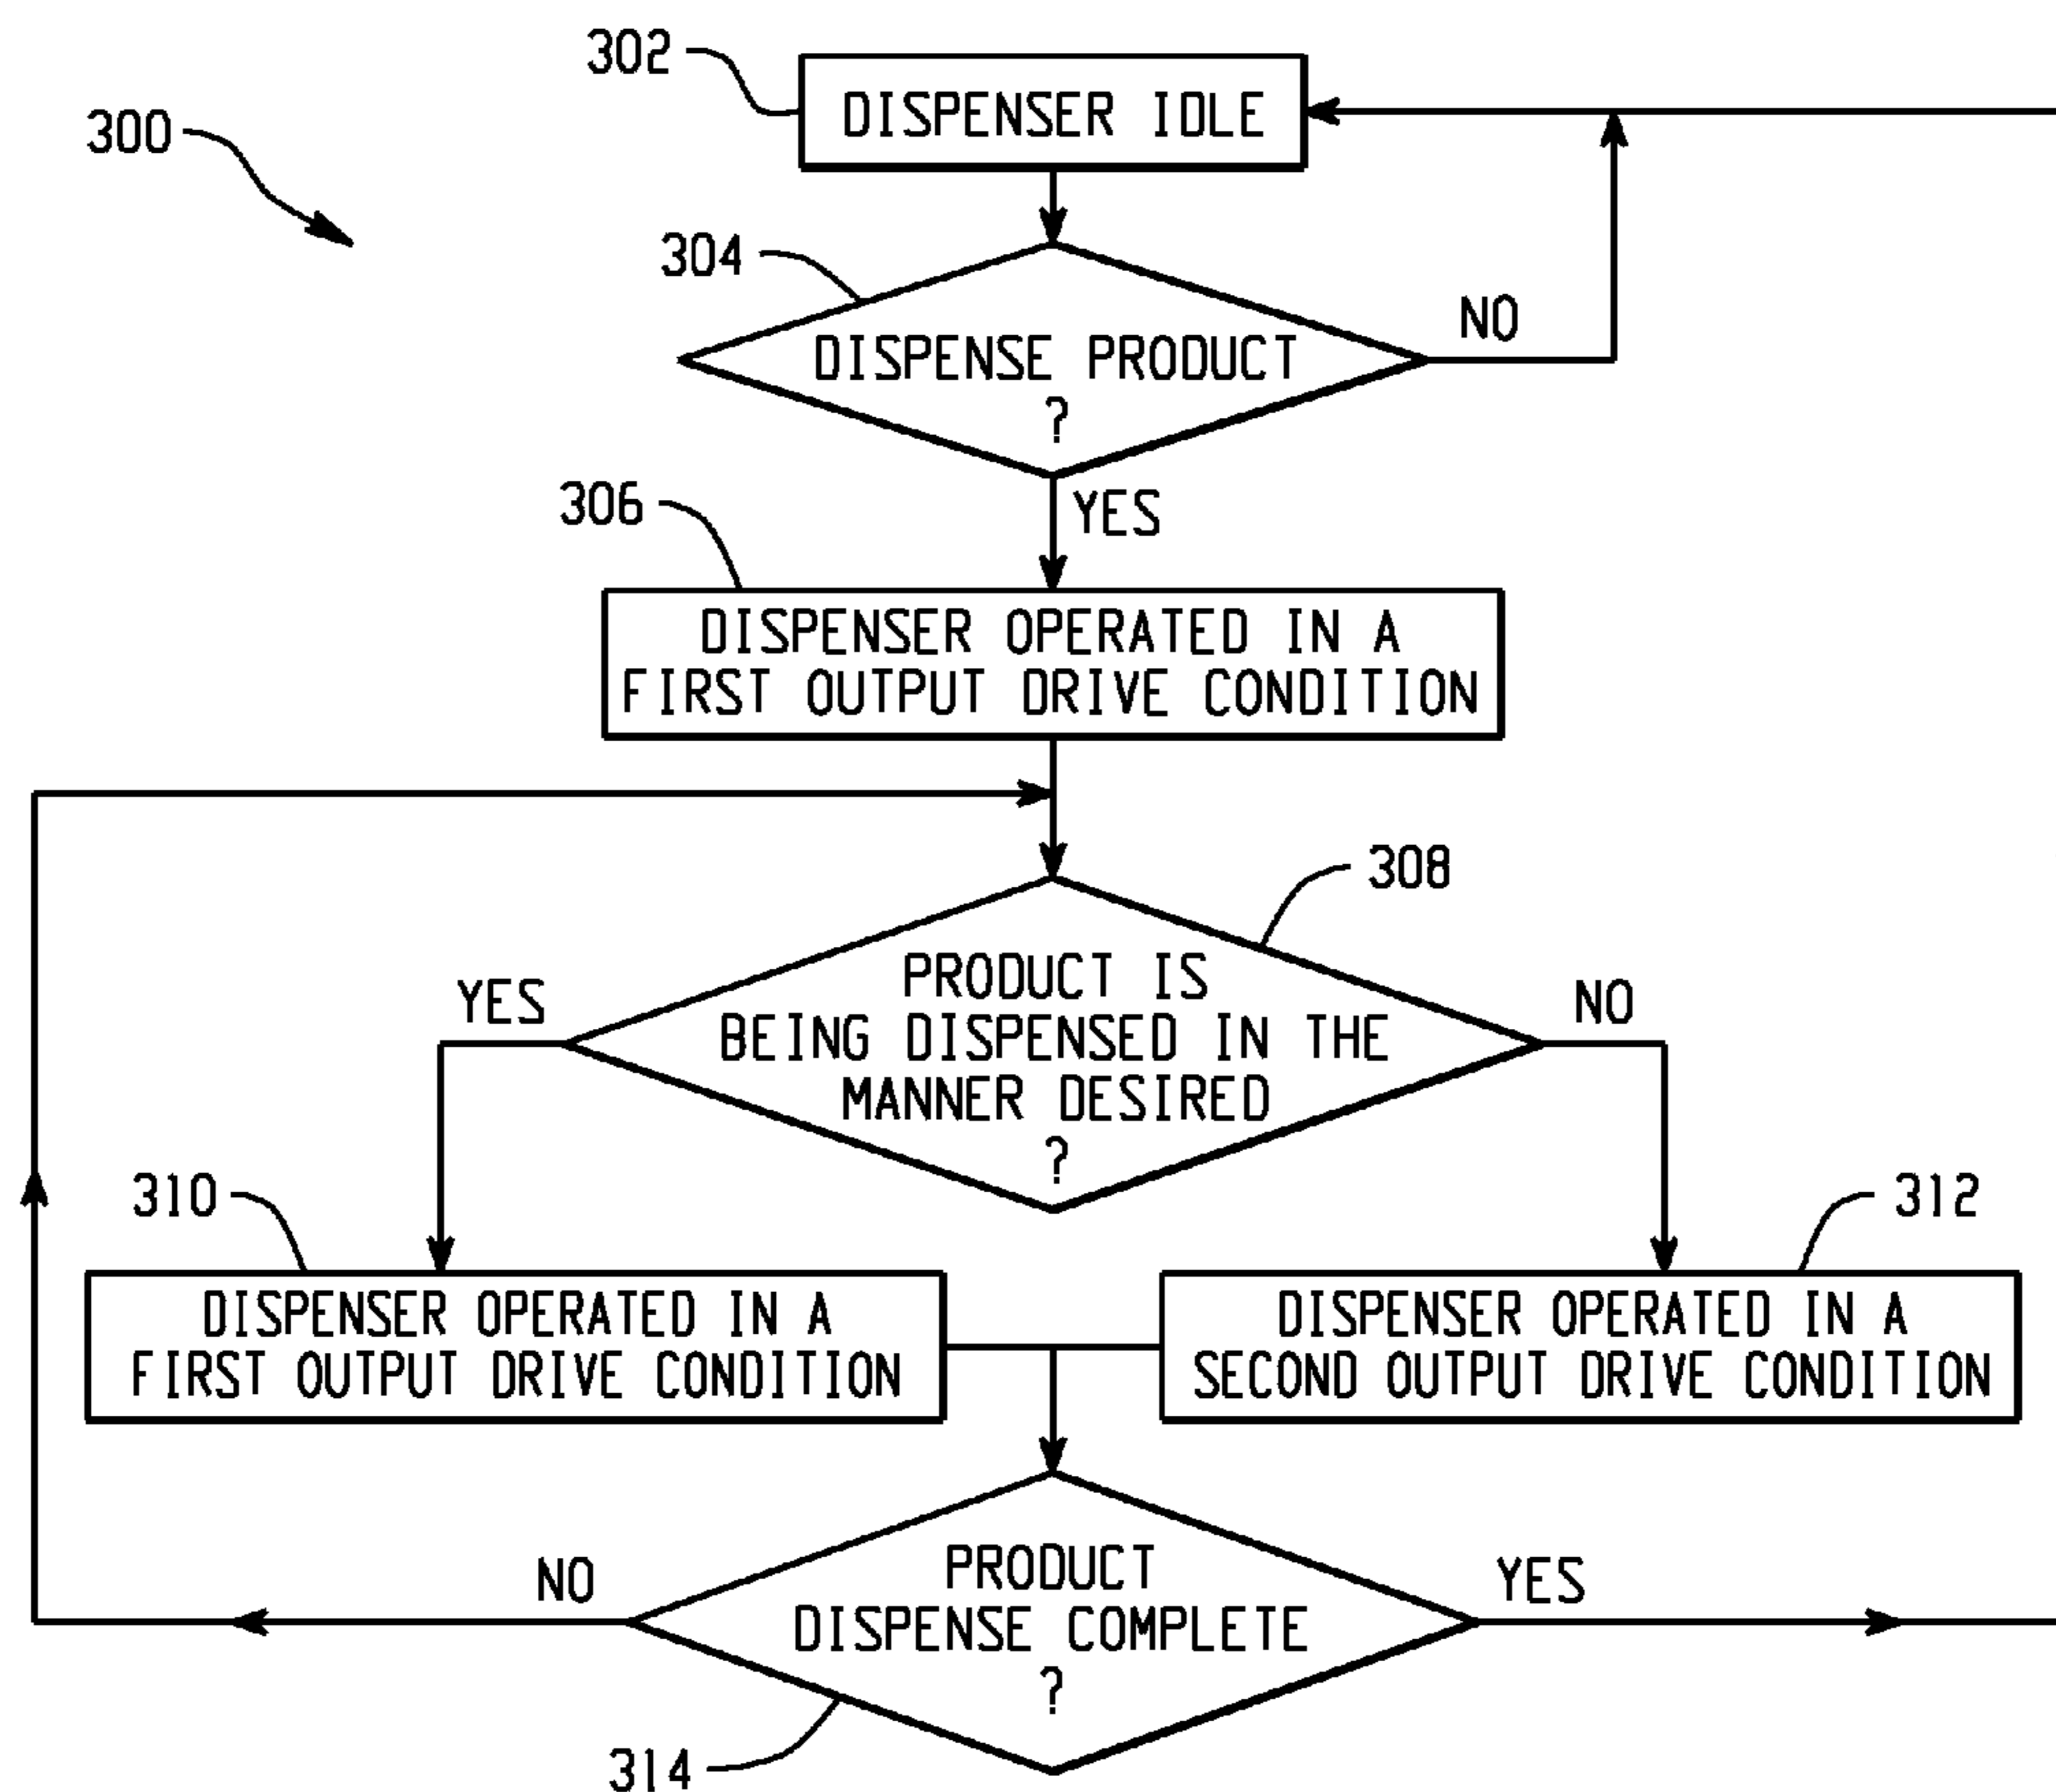 302
DISPENSER IDLE
300
304
DISPENSE PRODUCT
?
NO
YES
306
DISPENSER OPERATED IN A
FIRST OUTPUT DRIVE CONDITION
308
PRODUCT IS
BEING DISPENSED IN THE
MANNER DESIRED
?
YES
NO
310
DISPENSER OPERATED IN A
FIRST OUTPUT DRIVE CONDITION
312
DISPENSER OPERATED IN A
SECOND OUTPUT DRIVE CONDITION
PRODUCT
DISPENSE COMPLETE
?
NO
YES
314